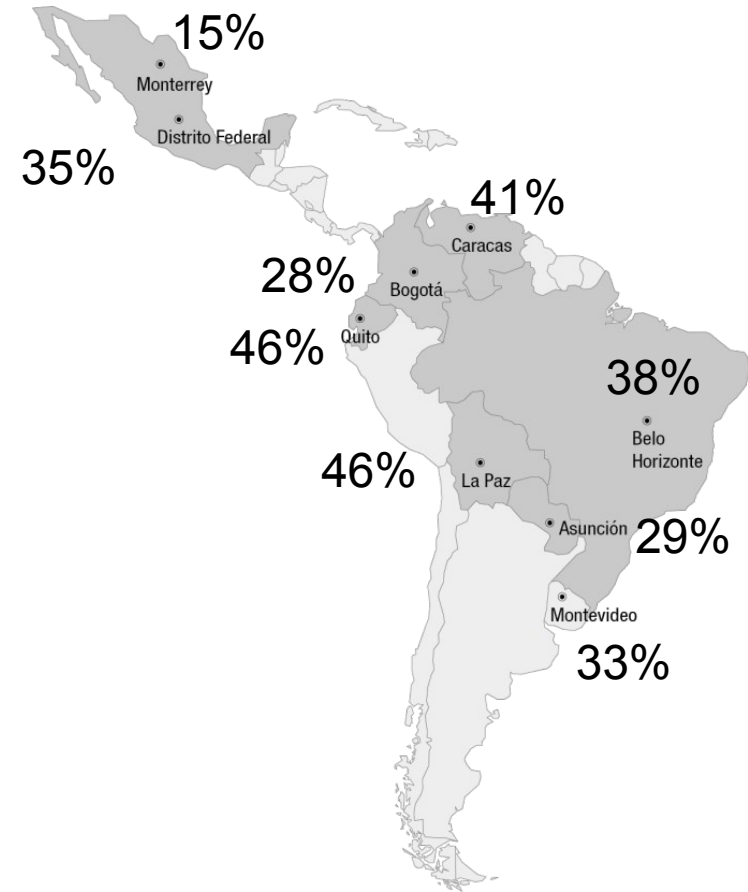 15%
Monterrey
Distrito Federal
35%
41%
Caracas
28%
Bogotá
46%
Quito
38%
Belo
Horizonte
46%
La Paz
Asunción
29%
Montevideo
33%